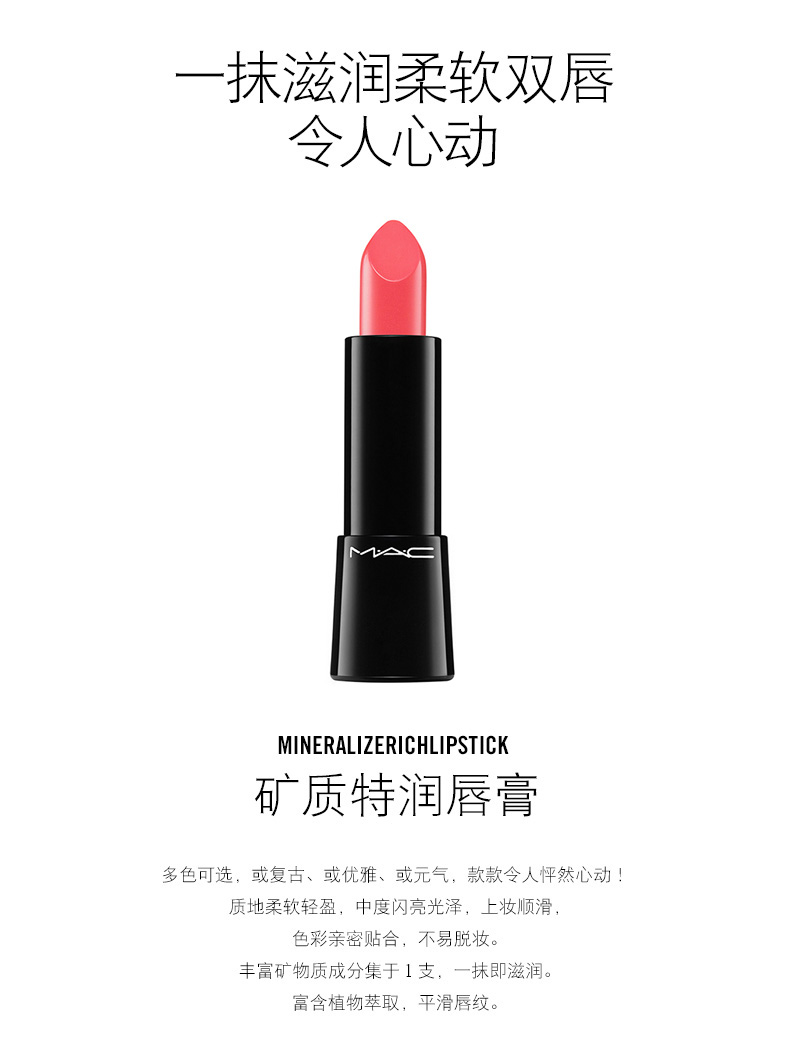 一抹滋润柔软双唇
令人心动
M·A·C
MINERALIZERICHLIPSTICK
矿质特润唇膏
多色可选，或复古、或优雅、或元气，款款令人怦然心动！
质地柔软轻盈，中度闪亮光泽，上妆顺滑，
色彩亲密贴合，不易脱妆。
丰富矿物质成分集于1支，一抹即滋润。
富含植物萃取，平滑唇纹。